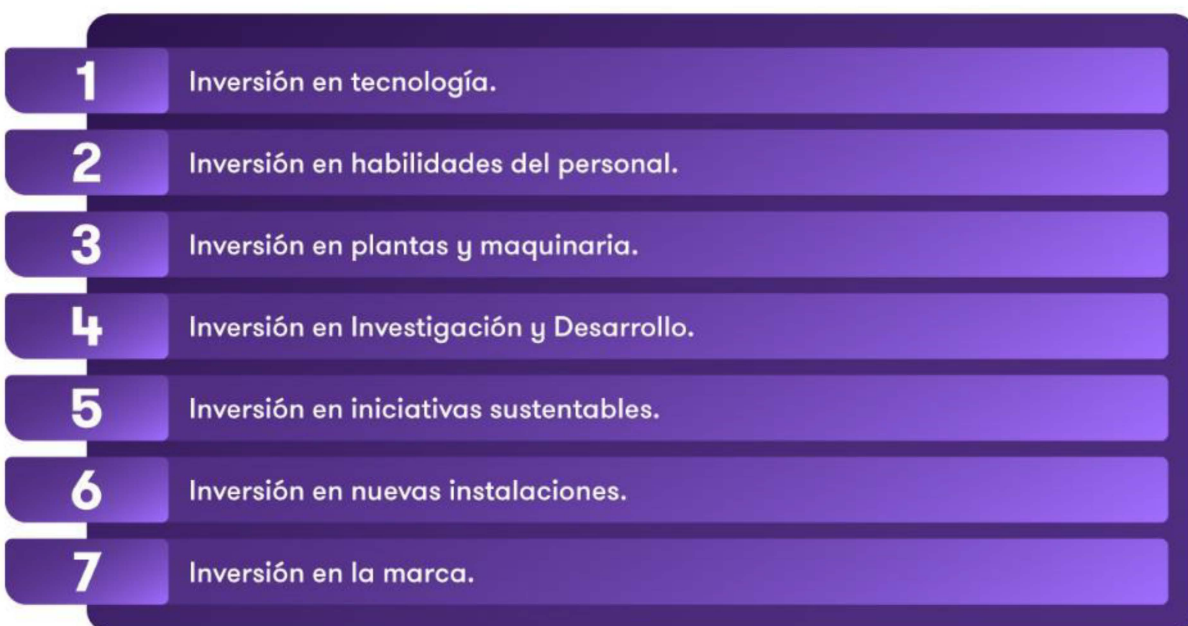 1 Inversión en tecnología.
2 Inversión en habilidades del personal.
3 Inversión en plantas y maquinaria.
4 Inversión en Investigación y Desarrollo.
5 Inversión en iniciativas sustentables.
6 Inversión en nuevas instalaciones.
7 Inversión en la marca.